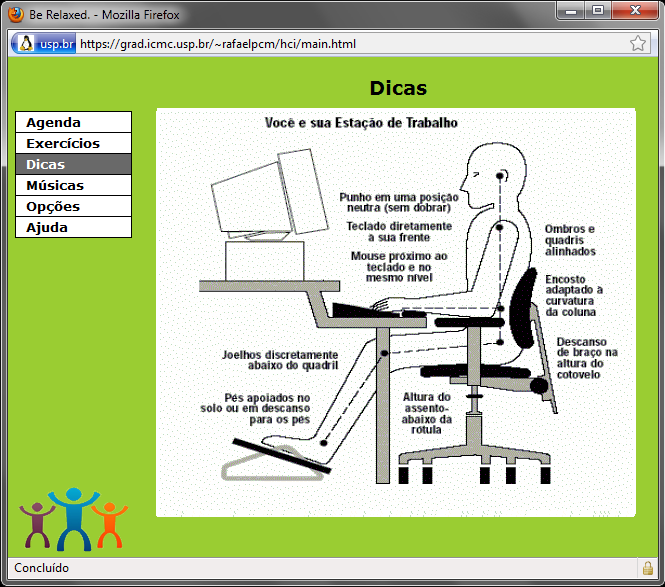 Be Relaxed. - Mozilla Firefox
usp.br https://grad.icmc.usp.br/~rafaelpcm/hci/main.html
Dicas
Agenda
Exercícios
Dicas
Músicas
Opções
Ajuda
Você e sua Estação de Trabalho
Punho em uma posição
neutra (sem dobrar)
Teclado diretamente
à sua frente
Mouse próximo ao
teclado e no
mesmo nível
Ombros e
quadris
alinhados
Encosto
adaptado à
curvatura
da coluna
Descanso
de braço na
altura do
cotovelo
Joelhos discretamente
abaixo do quadril
Pés apoiados no
solo ou em descanso
para os pés
Altura do
assento-
abaixo da
rótula
Concluído